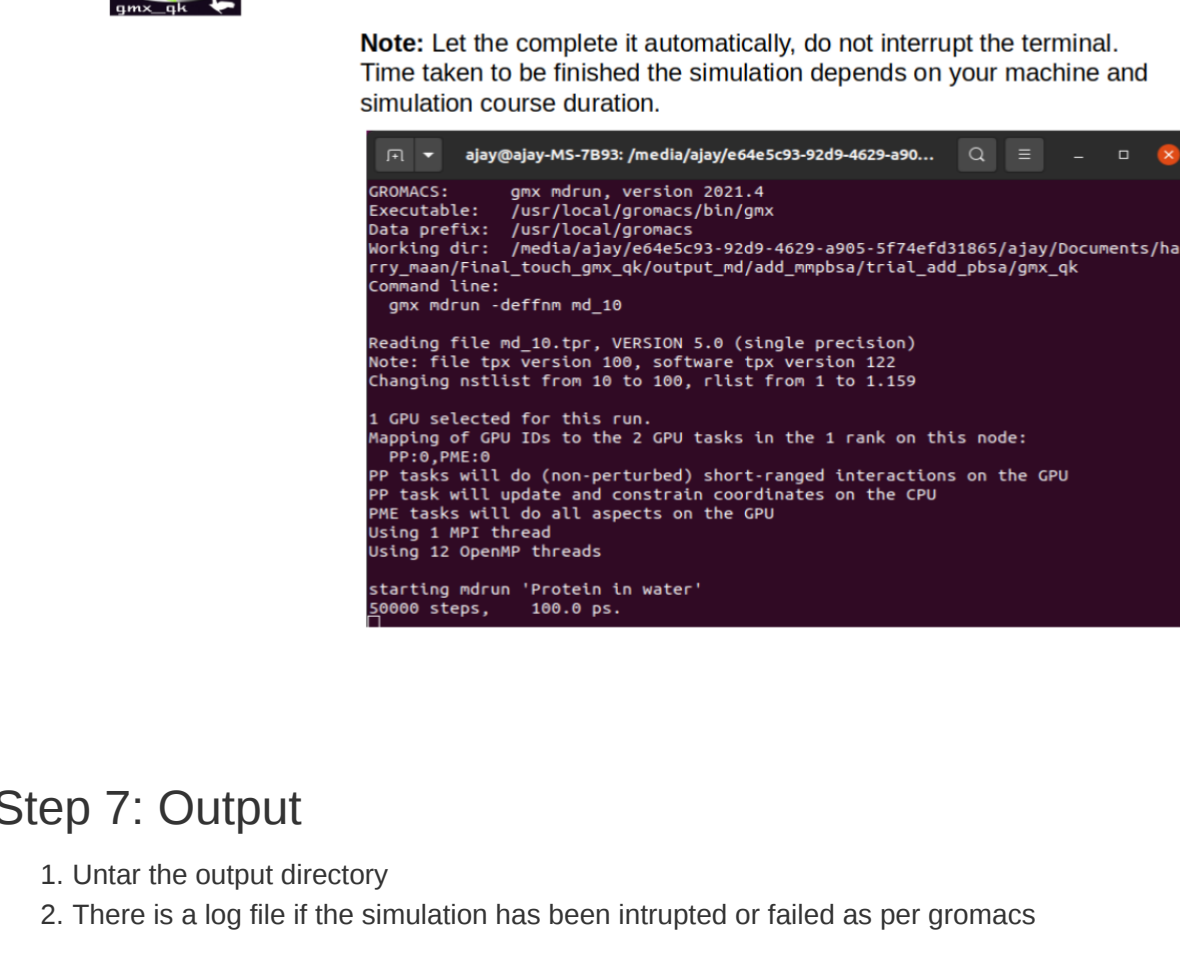 gmx_qk
Note: Let the complete it automatically, do not interrupt the terminal.
Time taken to be finished the simulation depends on your machine and
simulation course duration.
ajay@ajay-MS-7B93: /media/ajay/e64e5c93-92d9-4629-a90...
GROMACS:      gmx mdrun, version 2021.4
Executable:   /usr/local/gromacs/bin/gmx
Data prefix:  /usr/local/gromacs
Working dir:  /media/ajay/e64e5c93-92d9-4629-a905-5f74efd31865/ajay/Documents/ha
rry_maan/Final_touch_gmx_qk/output_md/add_mmpbsa/trial_add_pbsa/gmx_qk
Command line:
  gmx mdrun -deffnm md_10
Reading file md_10.tpr, VERSION 5.0 (single precision)
Note: file tpx version 100, software tpx version 122
Changing nstlist from 10 to 100, rlist from 1 to 1.159
1 GPU selected for this run.
Mapping of GPU IDs to the 2 GPU tasks in the 1 rank on this node:
  PP:0,PME:0
PP tasks will do (non-perturbed) short-ranged interactions on the GPU
PP task will update and constrain coordinates on the CPU
PME tasks will do all aspects on the GPU
Using 1 MPI thread
Using 12 OpenMP threads
starting mdrun 'Protein in water'
50000 steps,    100.0 ps.
Step 7: Output
1. Untar the output directory
2. There is a log file if the simulation has been intrupted or failed as per gromacs